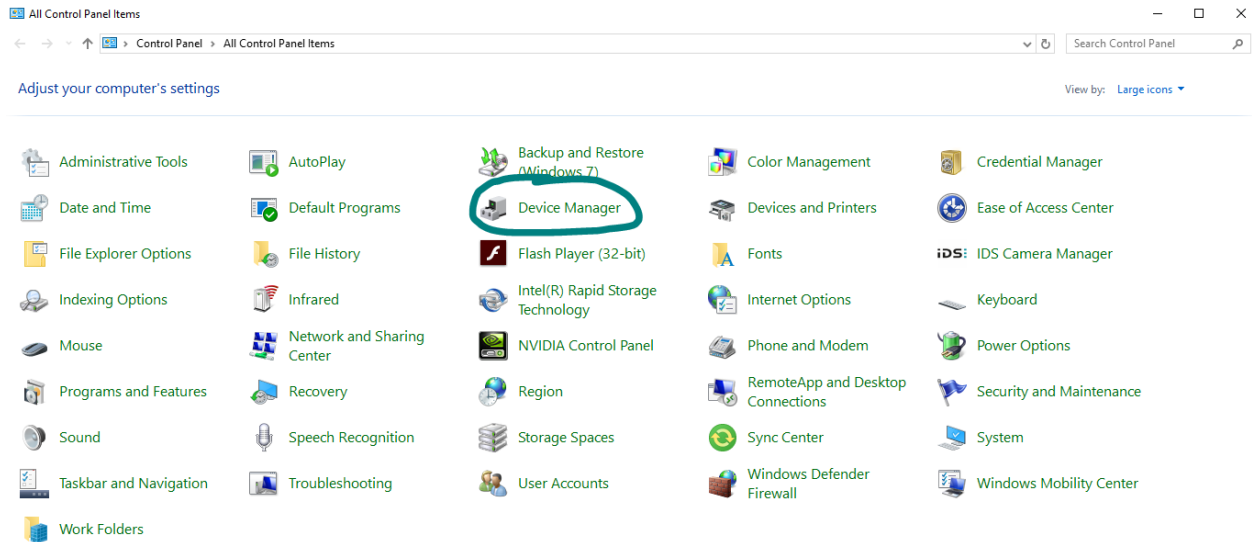 All Control Panel Items
Control Panel > All Control Panel Items
Search Control Panel
Adjust your computer's settings
View by: Large icons
Administrative Tools
AutoPlay
Backup and Restore
(Windows 7)
Color Management
Credential Manager
Date and Time
Default Programs
Device Manager
Devices and Printers
Ease of Access Center
File Explorer Options
File History
Flash Player (32-bit)
Fonts
iDS:
IDS Camera Manager
Indexing Options
Infrared
Intel(R) Rapid Storage
Technology
Internet Options
Keyboard
Mouse
Network and Sharing
Center
NVIDIA Control Panel
Phone and Modem
Power Options
Programs and Features
Recovery
Region
RemoteApp and Desktop
Connections
Security and Maintenance
Sound
Speech Recognition
Storage Spaces
Sync Center
System
Taskbar and Navigation
Troubleshooting
User Accounts
Windows Defender
Firewall
Windows Mobility Center
Work Folders